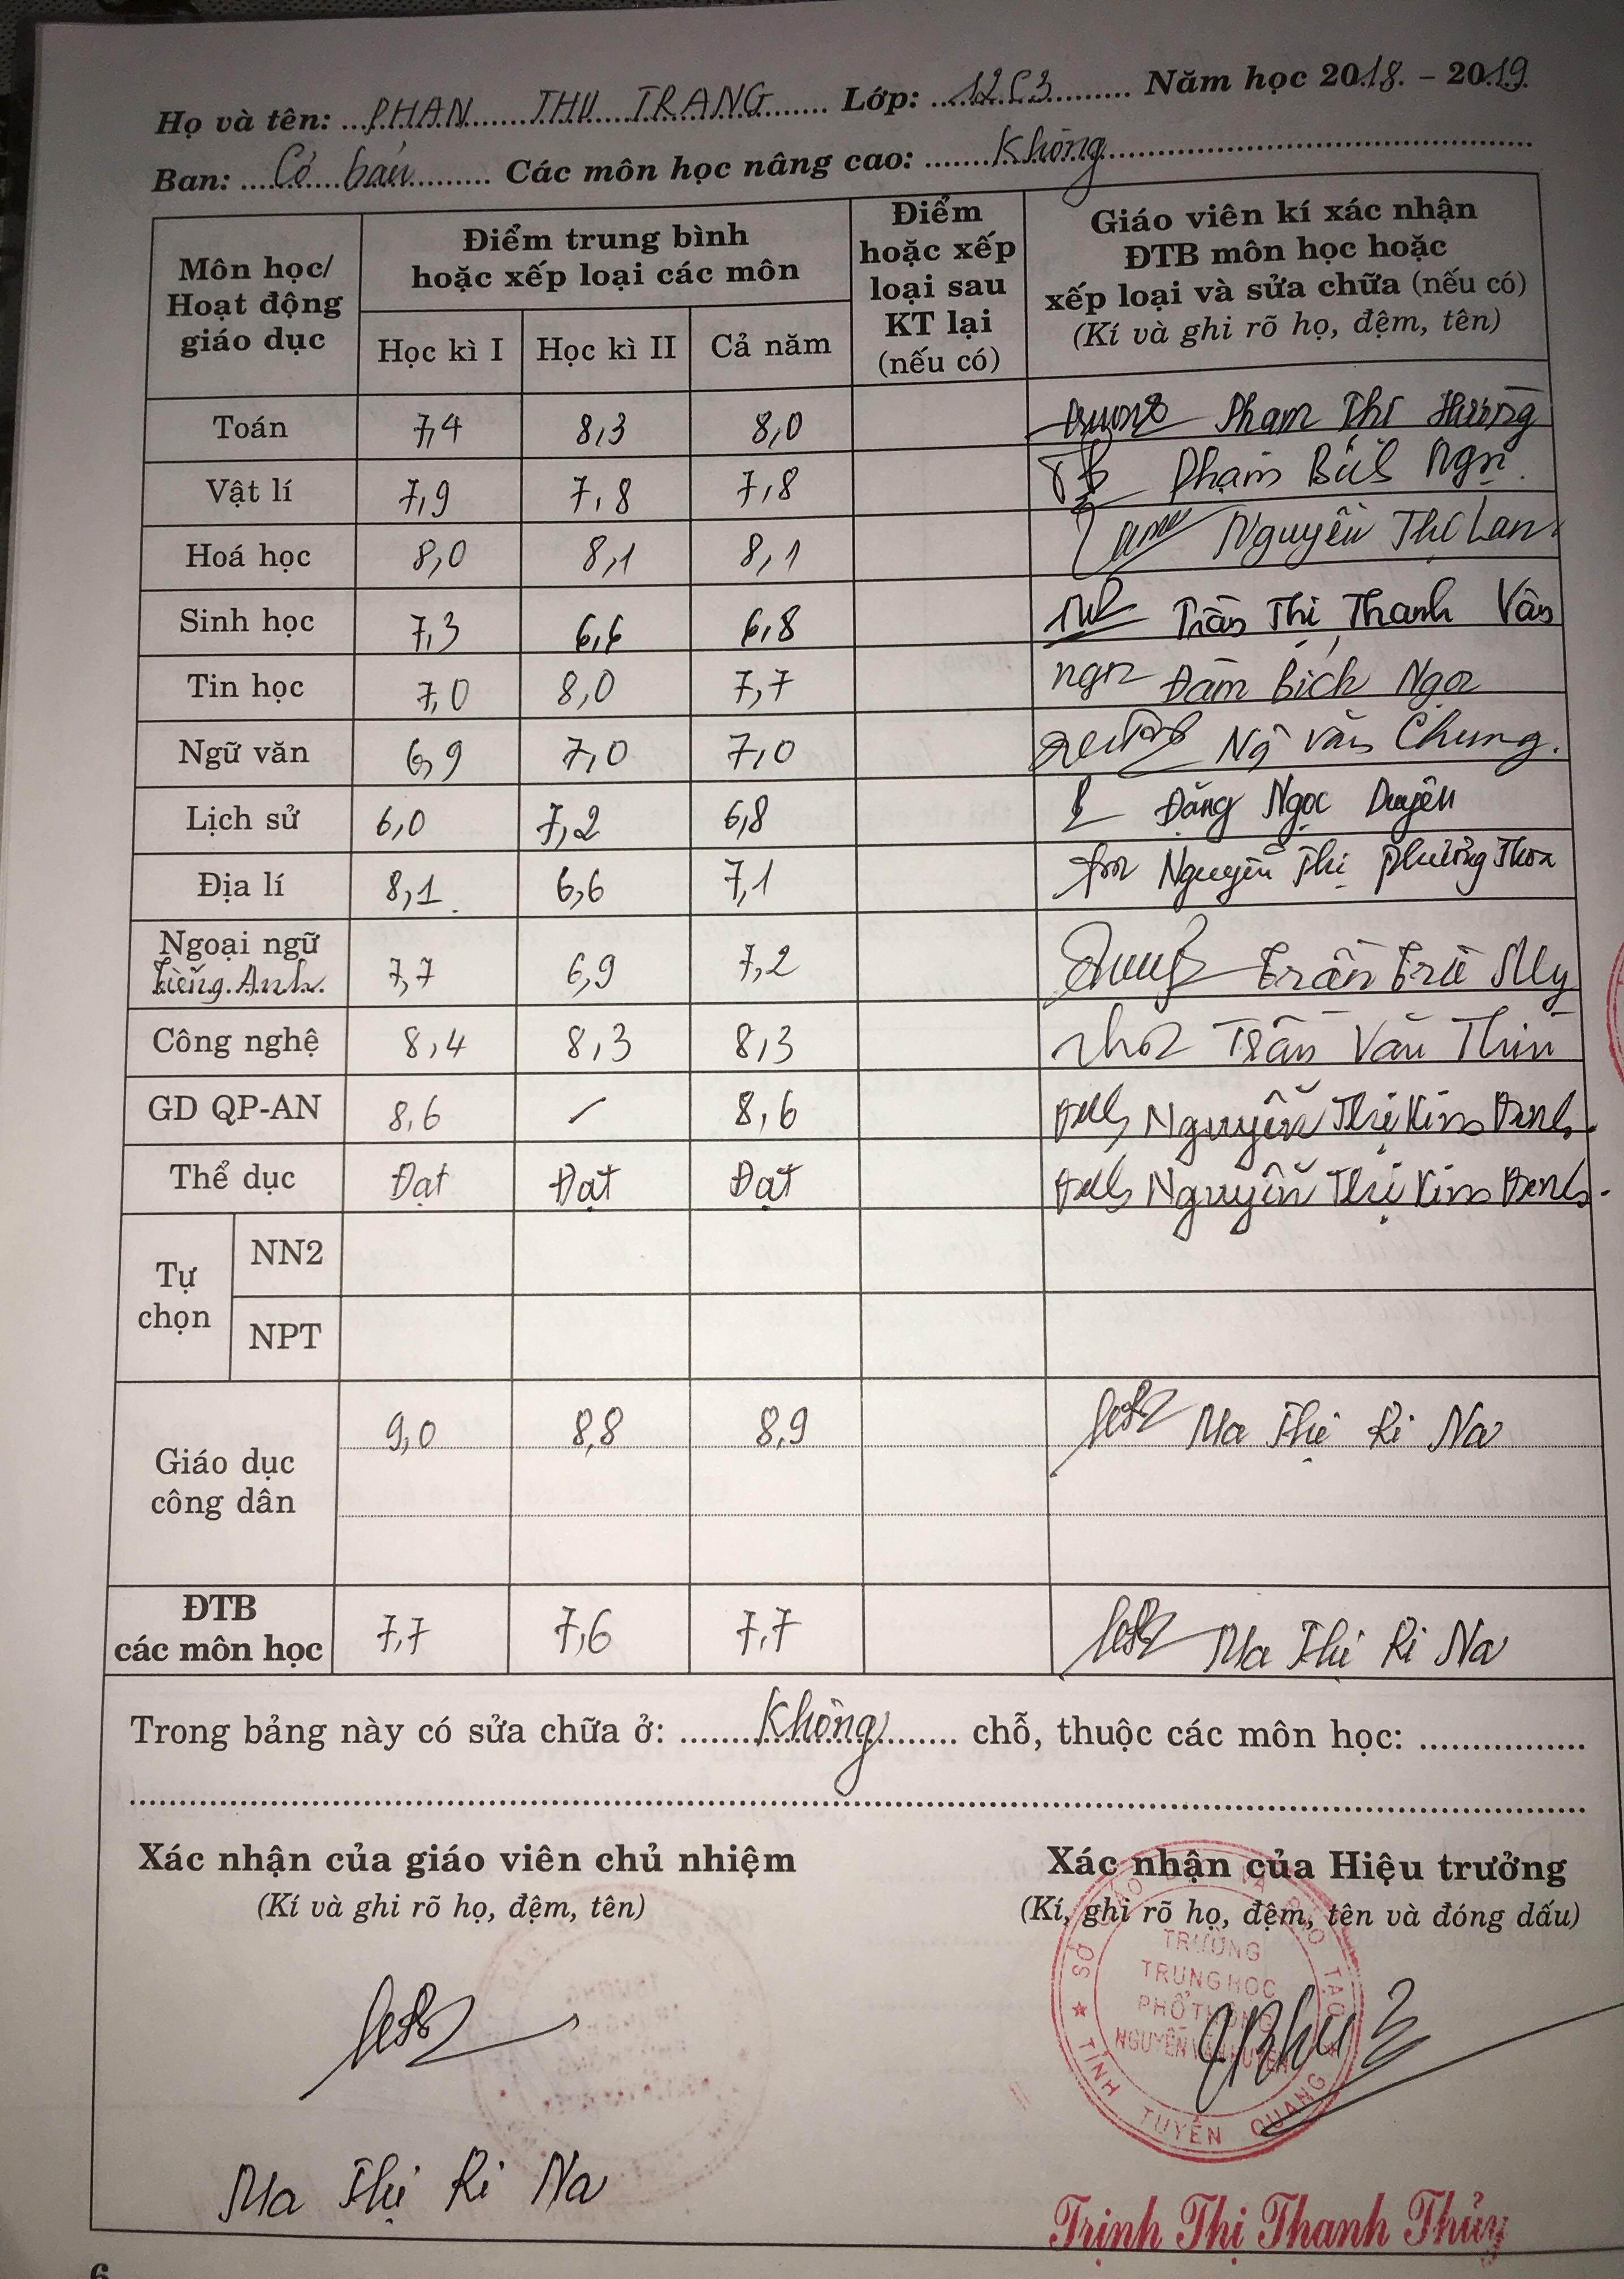 Họ và tên: PHAN THU TRANG Lớp: 12C3 Năm học 2018 - 2019
Ban: Cơ bản Các môn học nâng cao: Không
Môn học/ Hoạt động giáo dục
Điểm trung bình hoặc xếp loại các môn
Học kì I Học kì II Cả năm
Điểm hoặc xếp loại sau KT lại (nếu có)
Giáo viên kí xác nhận ĐTB môn học hoặc xếp loại và sửa chữa (nếu có) (Kí và ghi rõ họ, đệm, tên)
Toán 7,4 8,3 8,0 Phạm Thị Hường
Vật lí 7,9 7,8 7,8 Phạm Bích
Hoá học 8,0 8,1 8,1 Nguyễn Thị Lan
Sinh học 7,3 6,6 6,8 Trần Thị Thanh Vân
Tin học 7,0 8,0 7,7 Đàm Bích Ngọc
Ngữ văn 6,9 7,0 7,0 Ngô Văn Chung.
Lịch sử 6,0 7,2 6,8 Đặng Ngọc Duyên
Địa lí 8,1 6,6 7,1 Nguyễn Thị Phương Thoa
Ngoại ngữ
Tiếng.Anh. 7,7 6,9 7,2 Trần Trà My
Công nghệ 8,4 8,3 8,3 Trần Văn
GD QP-AN 8,6 / 8,6 Nguyễn Thị Kim
Thể dục Đạt Đạt Đạt Nguyễn Thị Kim
Tự chọn
NN2
NPT
Giáo dục công dân 9,0 8,8 8,9 Ma Thị Ri Na
ĐTB các môn học 7,7 7,6 7,7 Ma Thị Ri Na
Trong bảng này có sửa chữa ở: Không chỗ, thuộc các môn học:
Xác nhận của giáo viên chủ nhiệm
(Kí và ghi rõ họ, đệm, tên)
Xác nhận của Hiệu trưởng
(Kí, ghi rõ họ, đệm, tên và đóng dấu)
SỞ GIÁO DỤC VÀ ĐÀO TẠO
TRƯỜNG
TRUNG HỌC
PHỔ THÔNG
NGUYỄN VĂN HUYÊN
TỈNH TUYÊN QUANG
Ma Thị Ri Na
Trịnh Thị Thanh Thủy
6